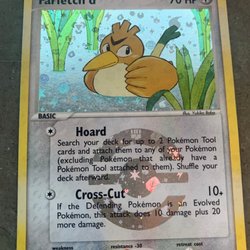 Farfetch'd 70 HP
Illus. Yukiko Baba
BASIC
Hoard
Search your deck for up to 2 Pokémon
Tool cards and attach them to any of your
Pokémon (excluding Pokémon that already have a
Pokémon Tool attached to them). Shuffle your
deck afterward.
Cross-Cut 10+
If the Defending Pokémon is an Evolved
Pokémon, this attack does 10 damage plus 20
more damage.
weakness resistance -30 retreat cost